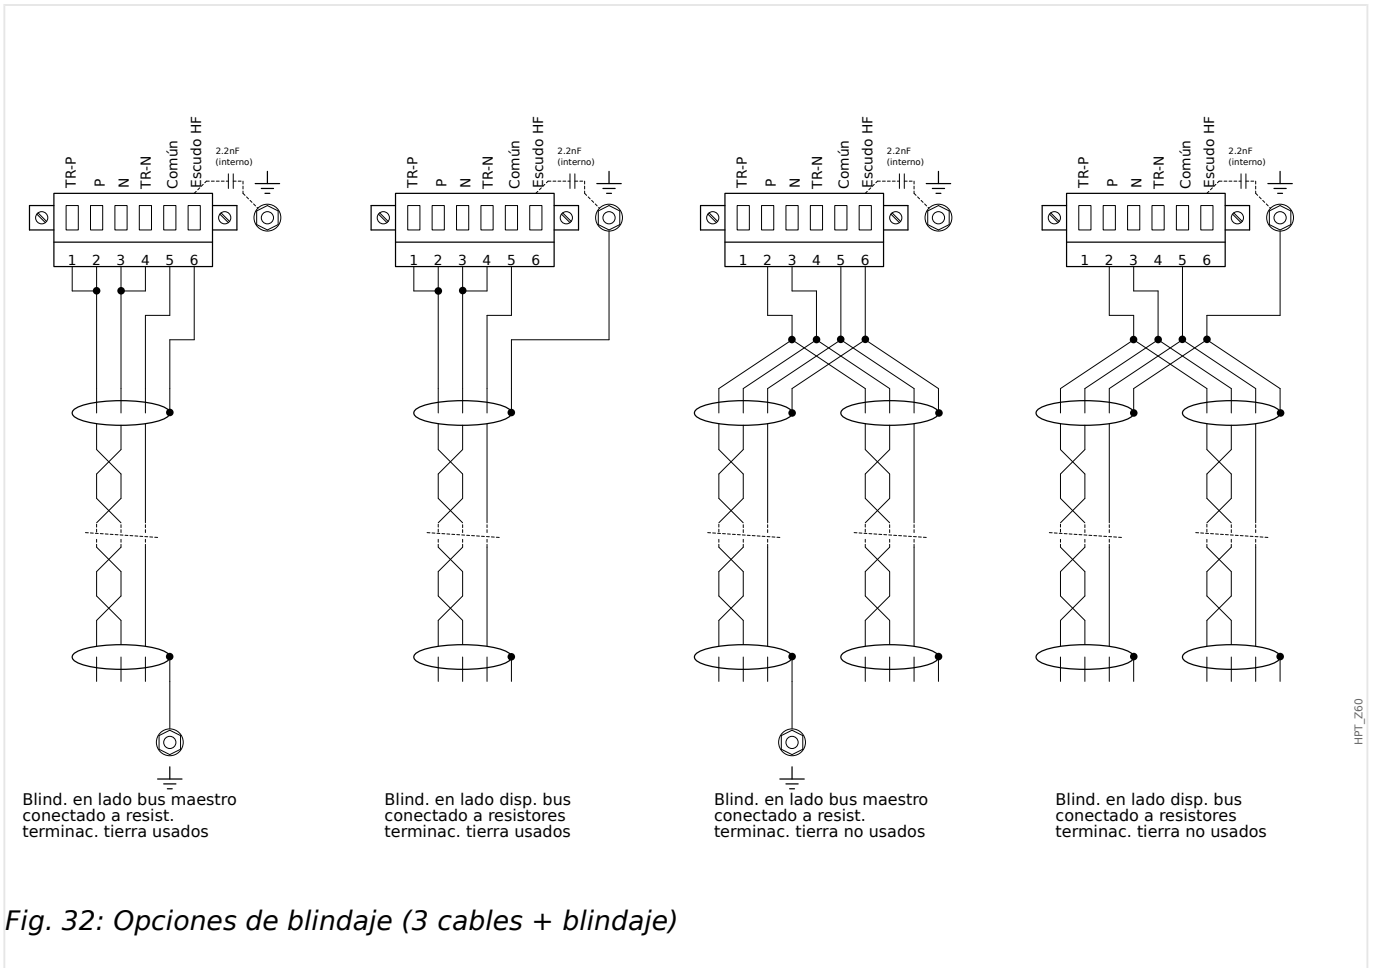 TR-P
P
N
TR-N
Común
Escudo HF
2.2nF
(interno)
1 2 3 4 5 6
Blind. en lado bus maestro
conectado a resist.
terminac. tierra usados
TR-P
P
N
TR-N
Común
Escudo HF
2.2nF
(interno)
1 2 3 4 5 6
Blind. en lado disp. bus
conectado a resistores
terminac. tierra usados
TR-P
P
N
TR-N
Común
Escudo HF
2.2nF
(interno)
1 2 3 4 5 6
Blind. en lado bus maestro
conectado a resist.
terminac. tierra no usados
TR-P
P
N
TR-N
Común
Escudo HF
2.2nF
(interno)
1 2 3 4 5 6
Blind. en lado disp. bus
conectado a resistores
terminac. tierra no usados
HPT_Z60
Fig. 32: Opciones de blindaje (3 cables + blindaje)